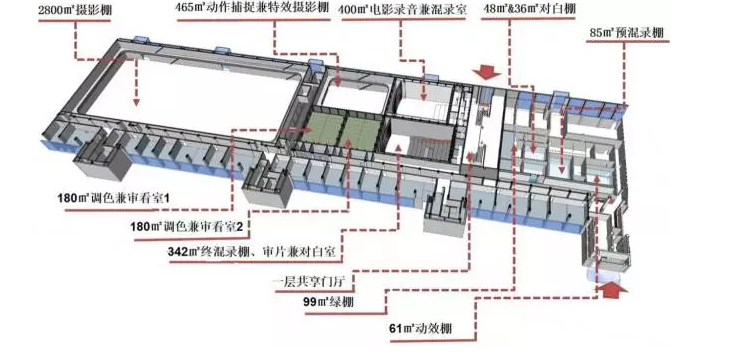 2800㎡摄影棚
465㎡动作捕捉兼特效摄影棚
400㎡电影录音兼混录室
48㎡&36㎡对白棚
85㎡预混录棚
180㎡调色兼审看室1
180㎡调色兼审看室2
342㎡终混录棚、审片兼对白室
一层共享门厅
99㎡绿棚
61㎡动效棚